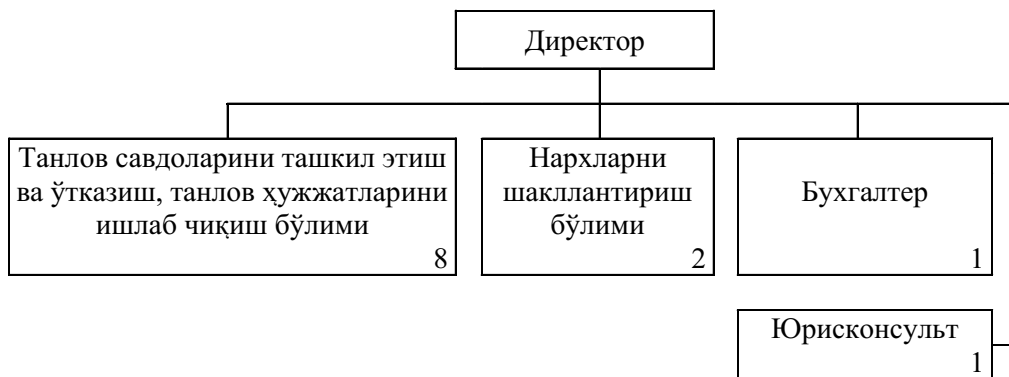 Директор
Танлов савдоларини ташкил этиш
ва ўтказиш, танлов ҳужжатларини
ишлаб чиқиш бўлими
8
Нархларни
шакллантириш
бўлими
2
Бухгалтер
1
Юрисконсульт
1